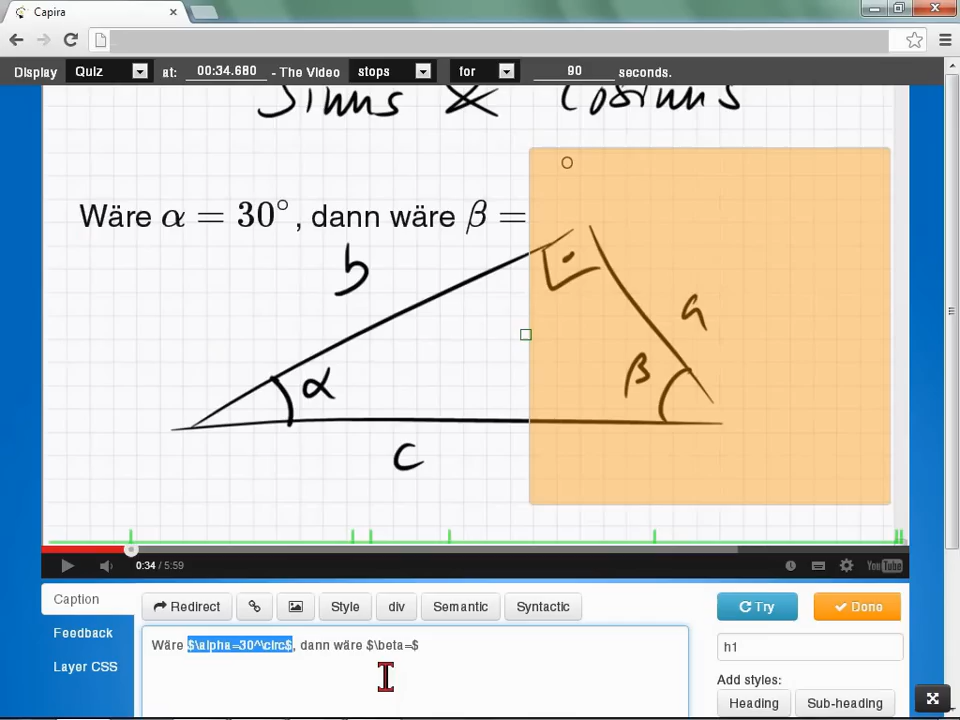 Capira
Display Quiz at: 00:34.680 - The Video stops for 90 seconds.
Sinus & Cosinus
Wäre α = 30°, dann wäre β =
b
a
α
β
c
0:34 / 5:59
YouTube
Caption
Redirect
Style
div
Semantic
Syntactic
Try
Done
Feedback
Wäre $\alpha=30^\circ$, dann wäre $\beta=$
h1
Layer CSS
Add styles:
Heading
Sub-heading